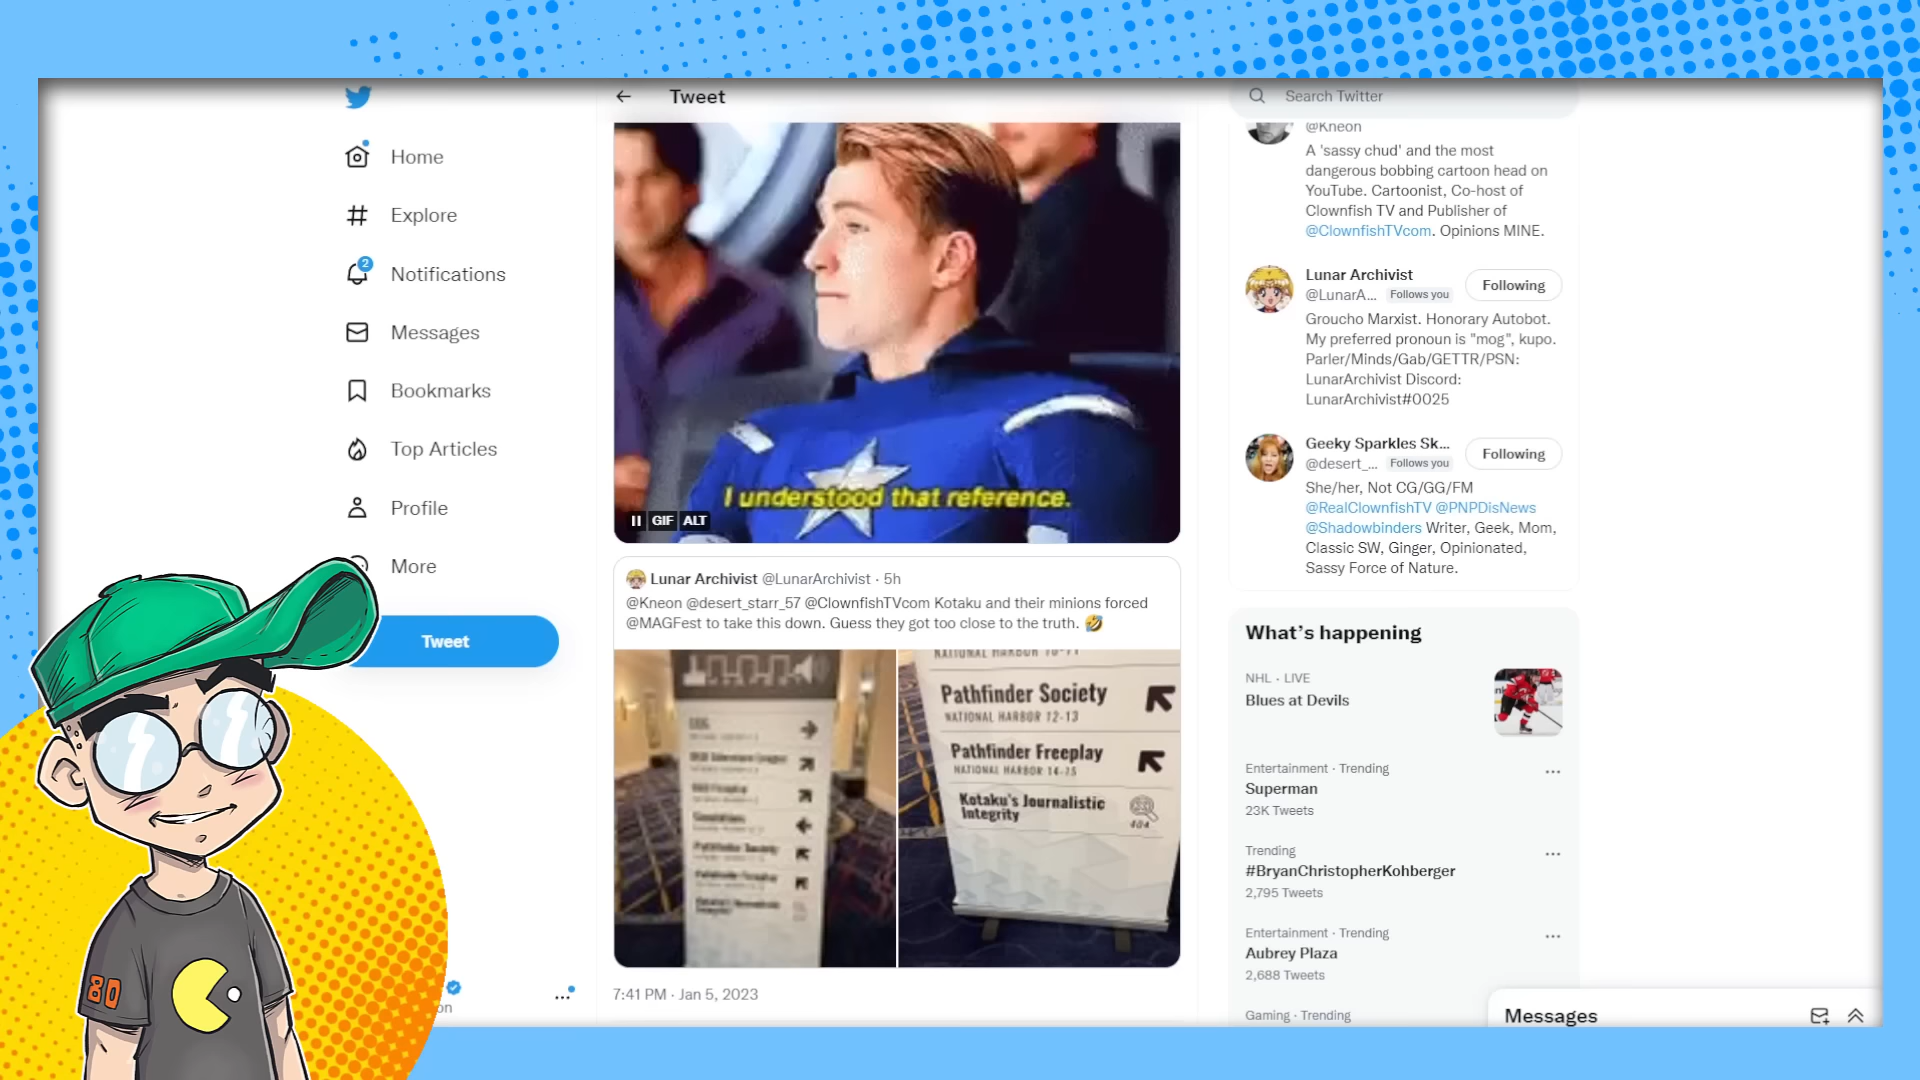 Home
Explore
2
Notifications
Messages
Bookmarks
Top Articles
Profile
More
Tweet
80
Tweet
I understood that reference.
GIF ALT
Lunar Archivist @LunarArchivist · 5h
@Kneon @desert_starr_57 @ClownfishTVcom Kotaku and their minions forced
@MAGFest to take this down. Guess they got too close to the truth. 🤣
Pathfinder Society
Pathfinder Society
NATIONAL HARBOR 12-13
Pathfinder Freeplay
NATIONAL HARBOR 14-15
Kotaku's Journalistic
Integrity
404
7:41 PM · Jan 5, 2023
Search Twitter
@Kneon
A 'sassy chud' and the most
dangerous bobbing cartoon head on
YouTube. Cartoonist, Co-host of
Clownfish TV and Publisher of
@ClownfishTVcom. Opinions MINE.
Lunar Archivist
@LunarA... Follows you
Following
Groucho Marxist. Honorary Autobot.
My preferred pronoun is "mog", kupo.
Parler/Minds/Gab/GETTR/PSN:
LunarArchivist Discord:
LunarArchivist#0025
Geeky Sparkles Sk...
@desert_... Follows you
Following
She/her, Not CG/GG/FM
@RealClownfishTV @PNPDisNews
@Shadowbinders Writer, Geek, Mom,
Classic SW, Ginger, Opinionated,
Sassy Force of Nature.
What's happening
NHL · LIVE
Blues at Devils
Entertainment · Trending
Superman
23K Tweets
Trending
#BryanChristopherKohberger
2,795 Tweets
Entertainment · Trending
Aubrey Plaza
2,688 Tweets
Gaming · Trending
Messages